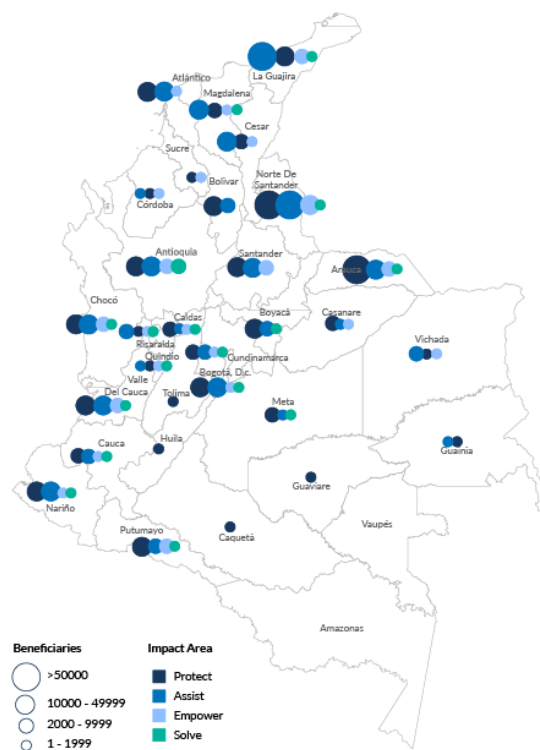 La Guajira
Atlántico
Magdalena
Cesar
Sucre
Bolívar
Norte De
Santander
Córdoba
Antioquia
Santander
Arauca
Chocó
Caldas
Boyacá
Casanare
Risaralda
Quindío
Cundinamarca
Vichada
Valle
Del Cauca
Bogotá, D.c.
Tolima
Meta
Cauca
Huila
Guainía
Guaviare
Nariño
Putumayo
Caquetá
Vaupés
Amazonas
Beneficiaries
>50000
10000 - 49999
2000 - 9999
1 - 1999
Impact Area
Protect
Assist
Empower
Solve